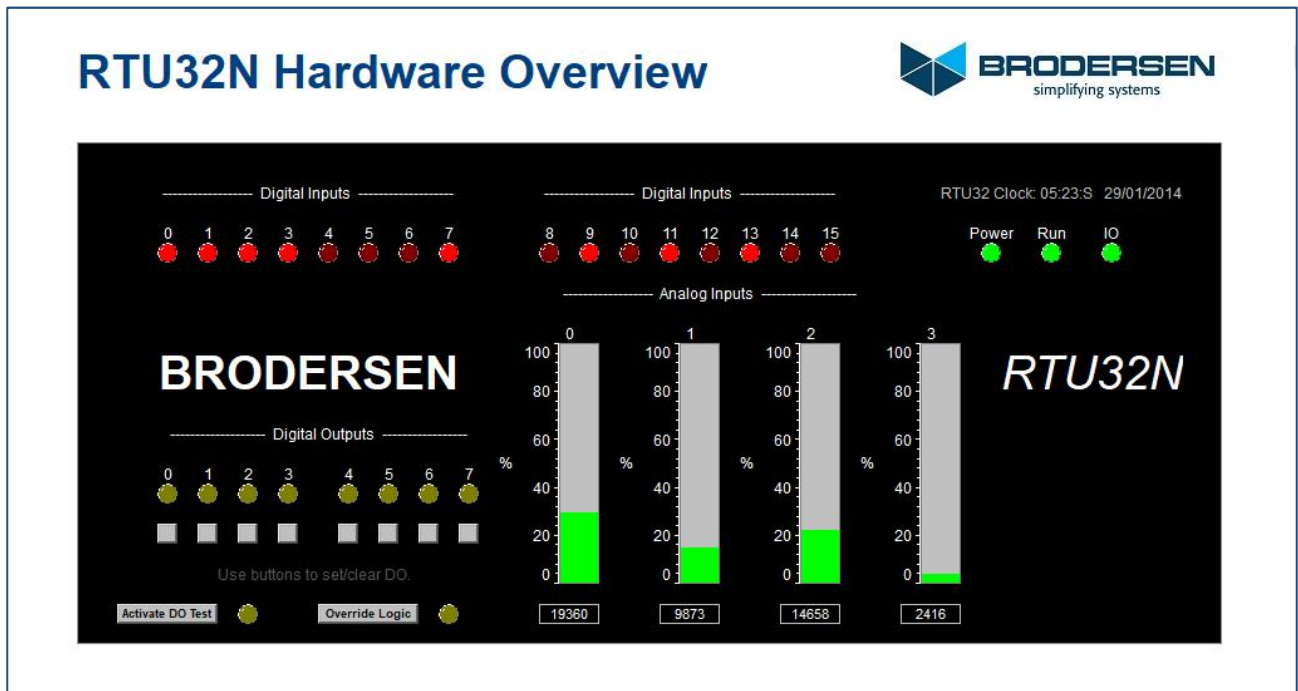 RTU32N Hardware Overview
BRODERSEN
simplifying systems
------------------ Digital Inputs -------------------
------------------ Digital Inputs -------------------
RTU32 Clock: 05:23:S 29/01/2014
0 1 2 3 4 5 6 7
8 9 10 11 12 13 14 15
Power Run IO
------------------ Analog Inputs -------------------
0 1 2 3
100 100 100 100
BRODERSEN
RTU32N
80 80 80 80
------------------- Digital Outputs -----------------
60 60 60 60
% % % %
0 1 2 3 4 5 6 7
40 40 40 40
20 20 20 20
Use buttons to set/clear DO.
0 0 0 0
Activate DO Test
Override Logic
19360 9873 14658 2416